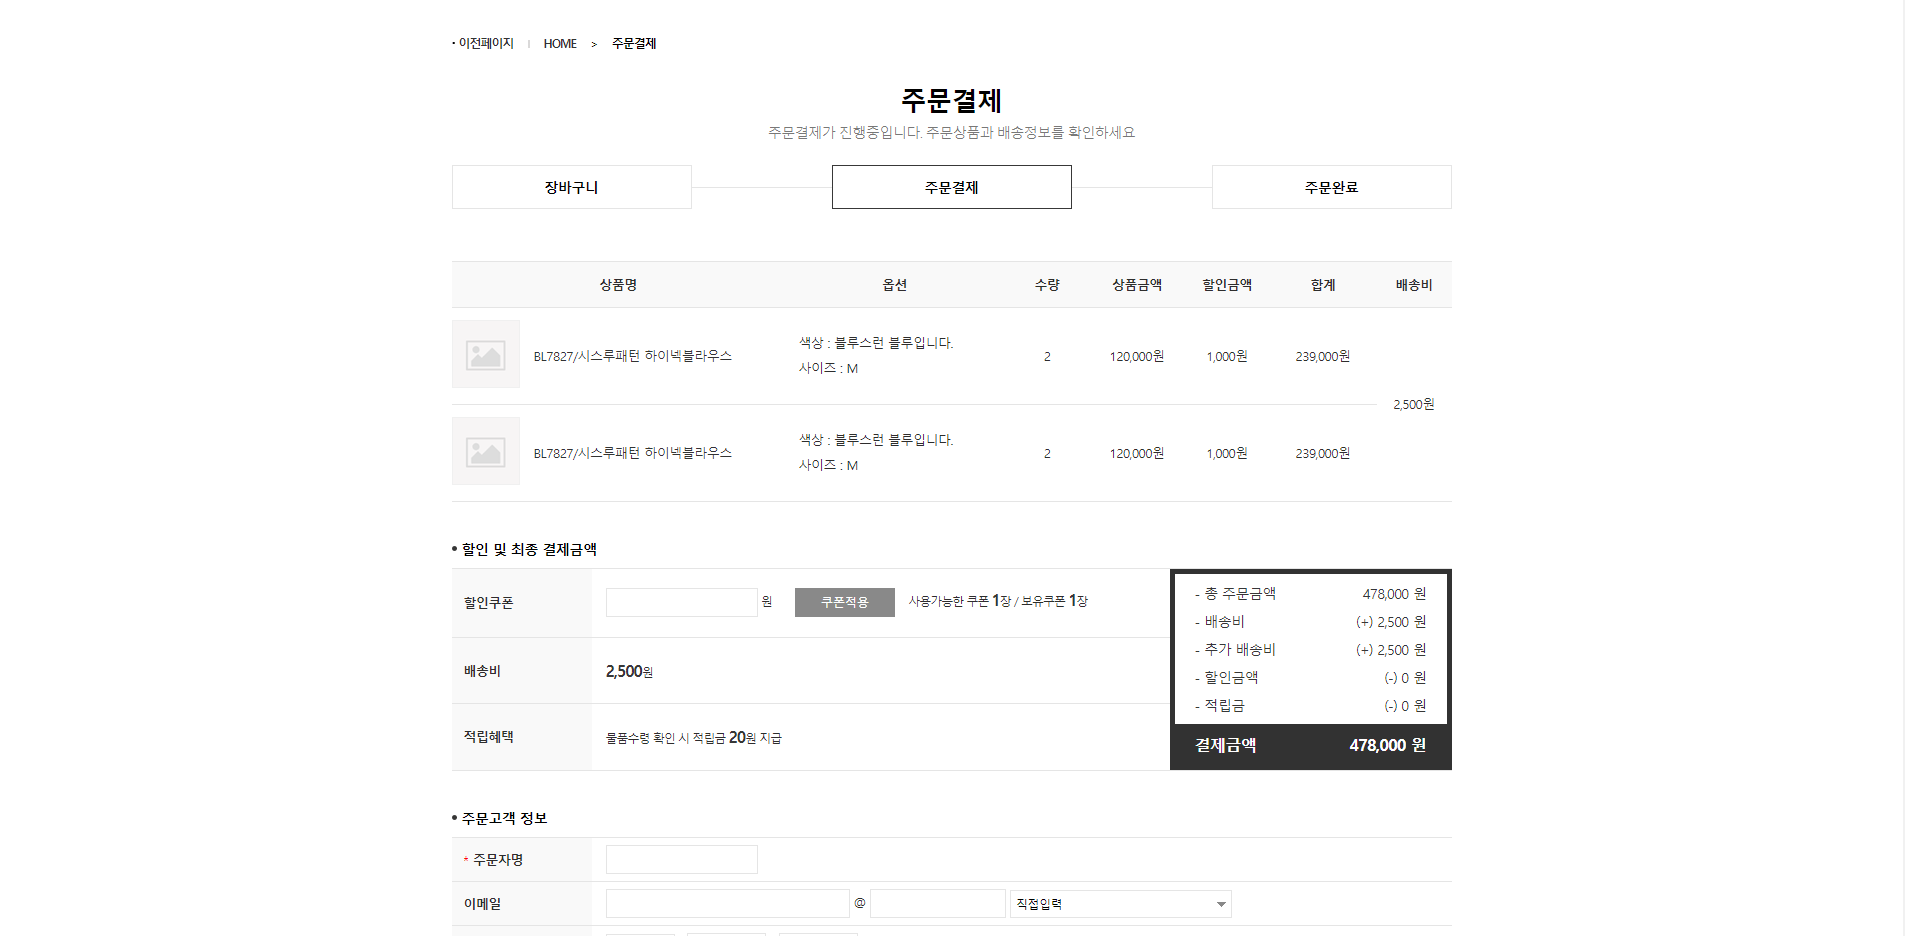 · 이전페이지 | HOME > 주문결제
주문결제
주문결제가 진행중입니다. 주문상품과 배송정보를 확인하세요
장바구니 주문결제 주문완료
상품명 옵션 수량 상품금액 할인금액 합계 배송비
BL7827/시스루패턴 하이넥블라우스 색상 : 블루스런 블루입니다. 2 120,000원 1,000원 239,000원
사이즈 : M
2,500원
BL7827/시스루패턴 하이넥블라우스 색상 : 블루스런 블루입니다. 2 120,000원 1,000원 239,000원
사이즈 : M
• 할인 및 최종 결제금액
할인쿠폰 원 쿠폰적용 사용가능한 쿠폰 1장 / 보유쿠폰 1장
배송비 2,500원
적립혜택 물품수령 확인 시 적립금 20원 지급
- 총 주문금액 478,000 원
- 배송비 (+) 2,500 원
- 추가 배송비 (+) 2,500 원
- 할인금액 (-) 0 원
- 적립금 (-) 0 원
결제금액 478,000 원
• 주문고객 정보
* 주문자명
이메일 @ 직접입력